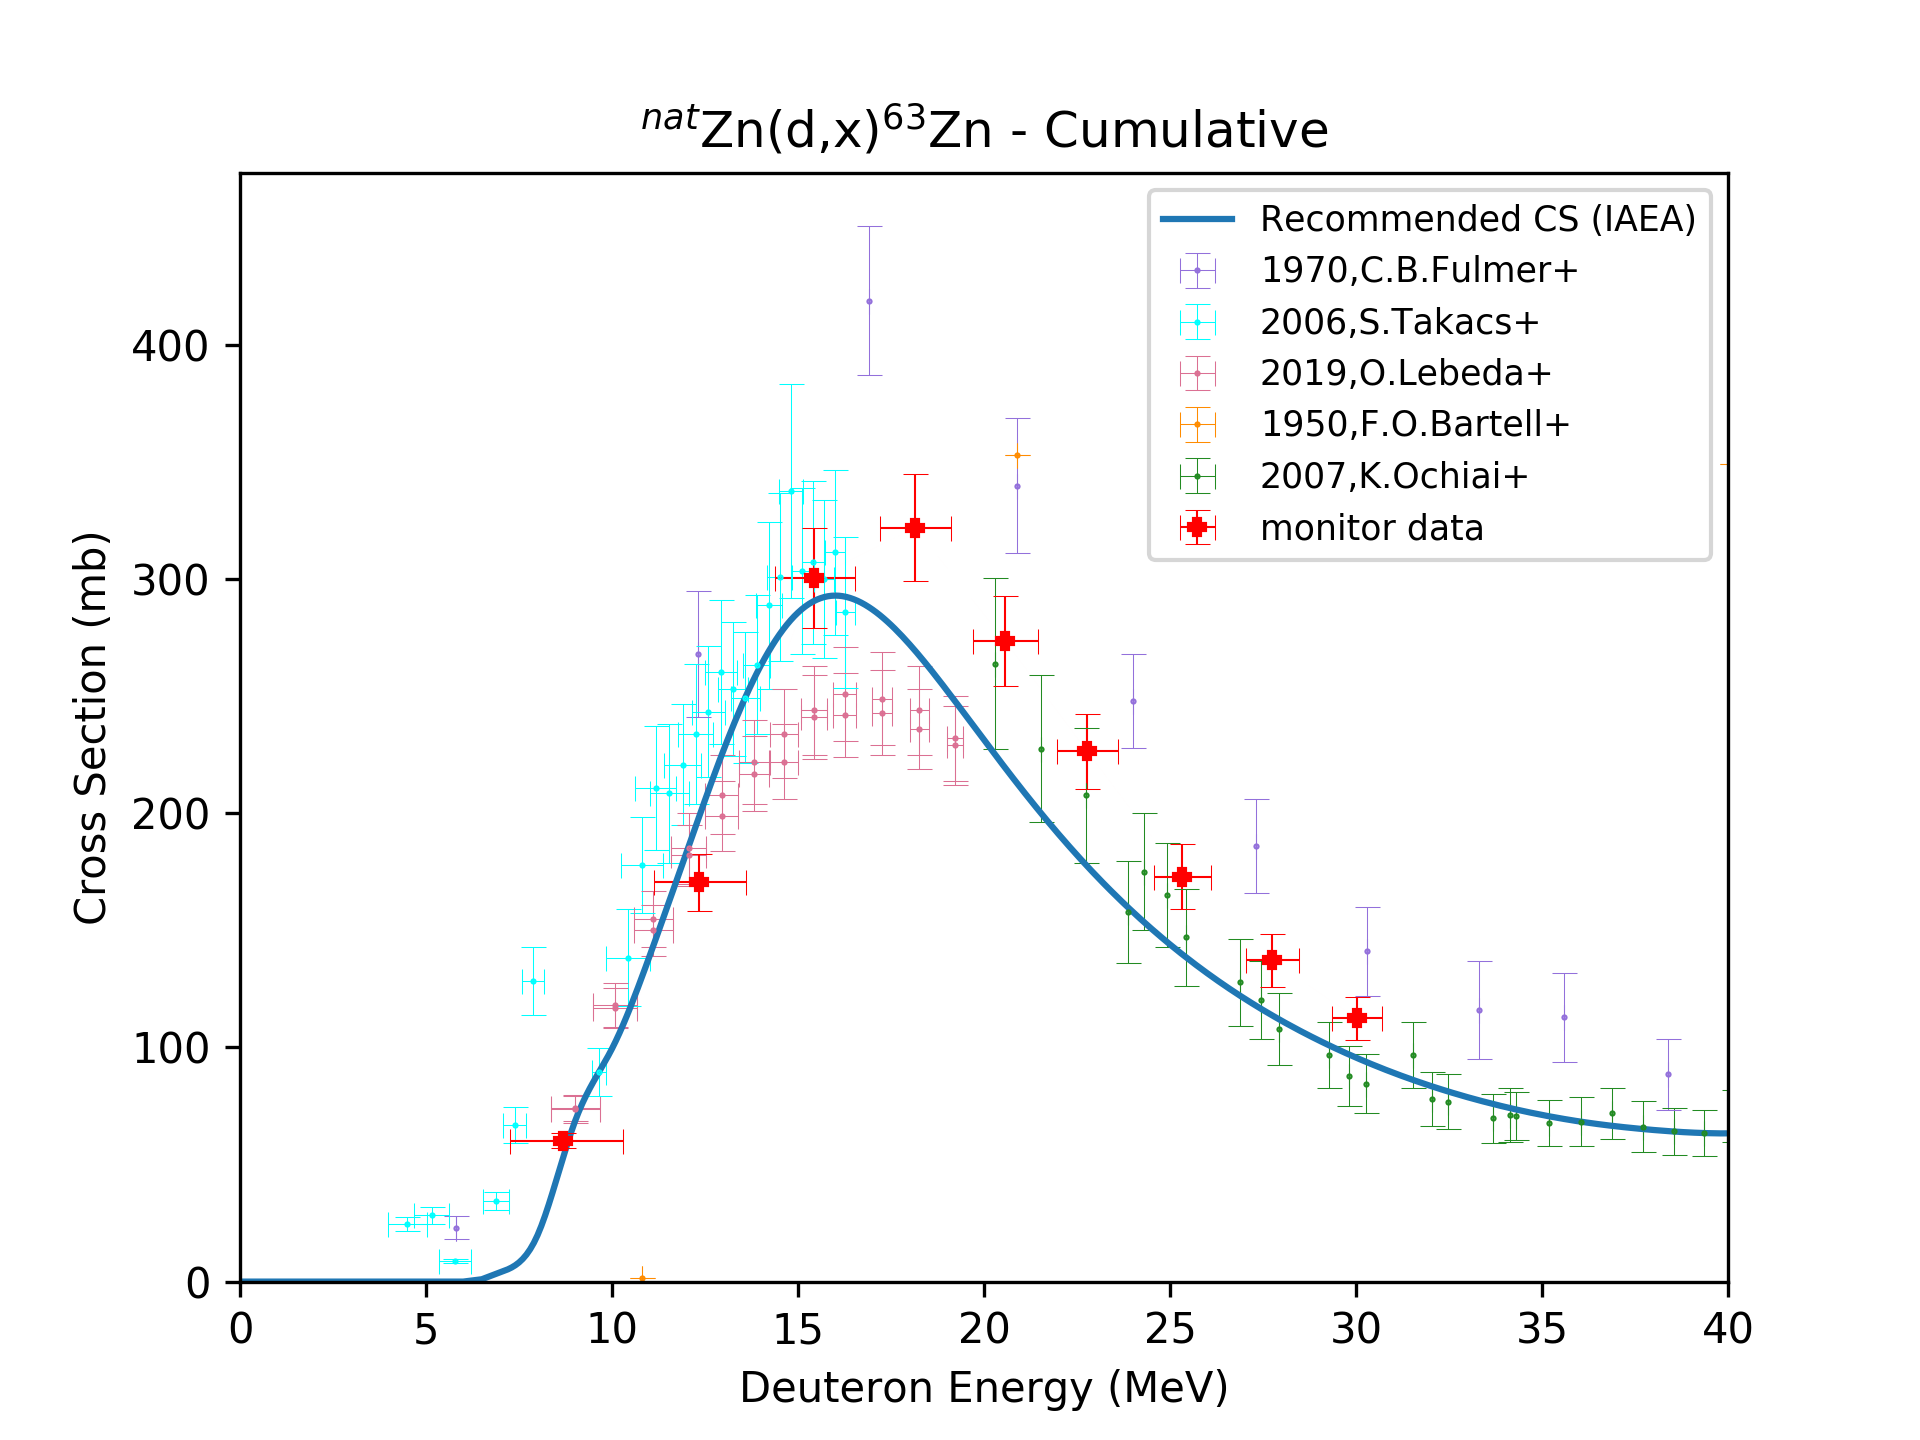 natZn(d,x)63Zn - Cumulative
Recommended CS (IAEA)
1970,C.B.Fulmer+
2006,S.Takacs+
2019,O.Lebeda+
1950,F.O.Bartell+
2007,K.Ochiai+
monitor data
Cross Section (mb)
400
300
200
100
0
0 5 10 15 20 25 30 35 40
Deuteron Energy (MeV)